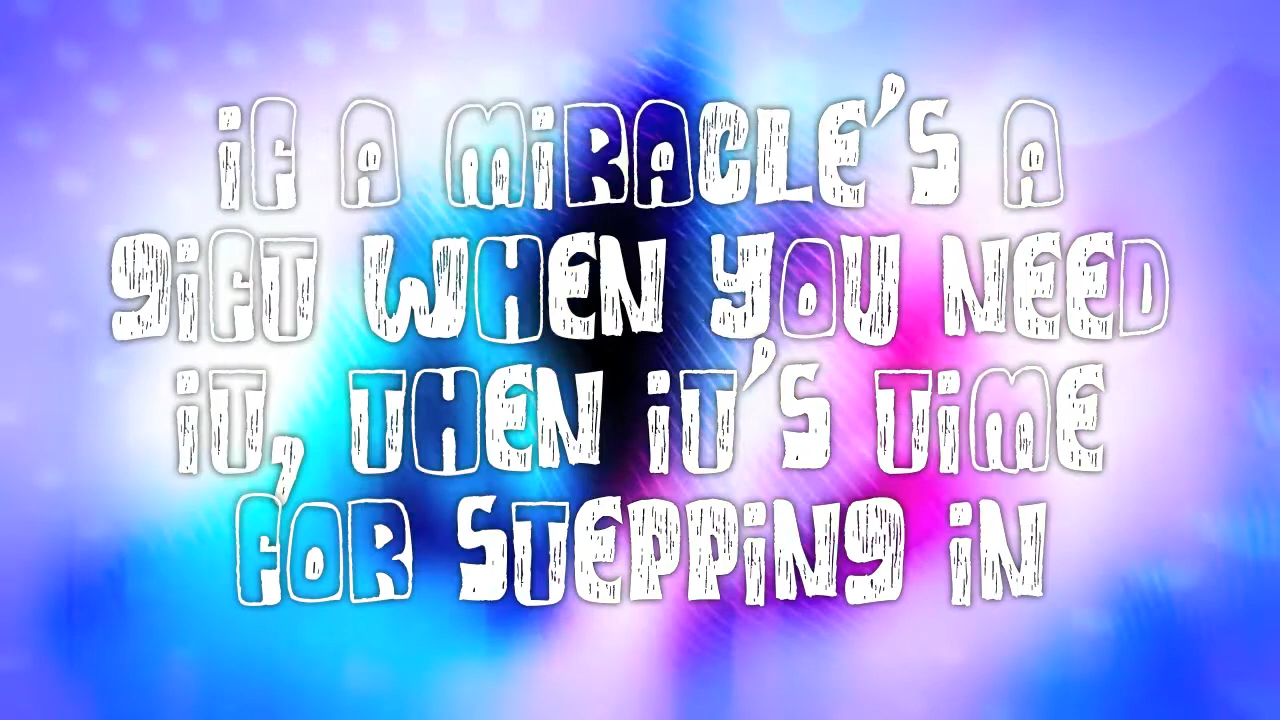 iF A MiRACLE'S A
giFT WHEN YOU NEED
iT, THEN iT'S TiME
FOR STEPPiNg iN